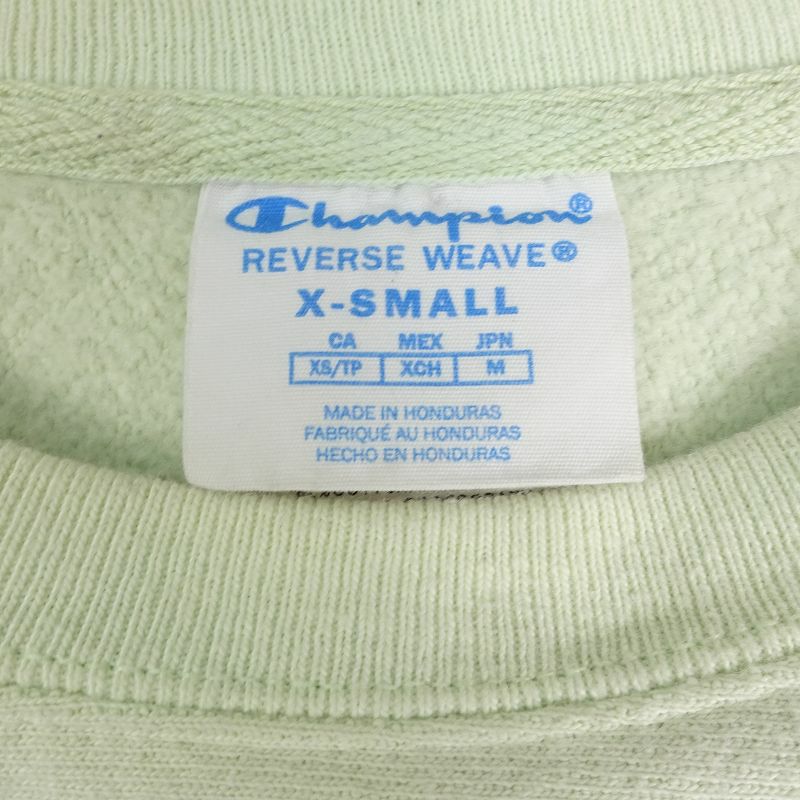 Champion®
REVERSE WEAVE®
X-SMALL
CA MEX JPN
XS/TP XCH M
MADE IN HONDURAS
FABRIQUÉ AU HONDURAS
HECHO EN HONDURAS